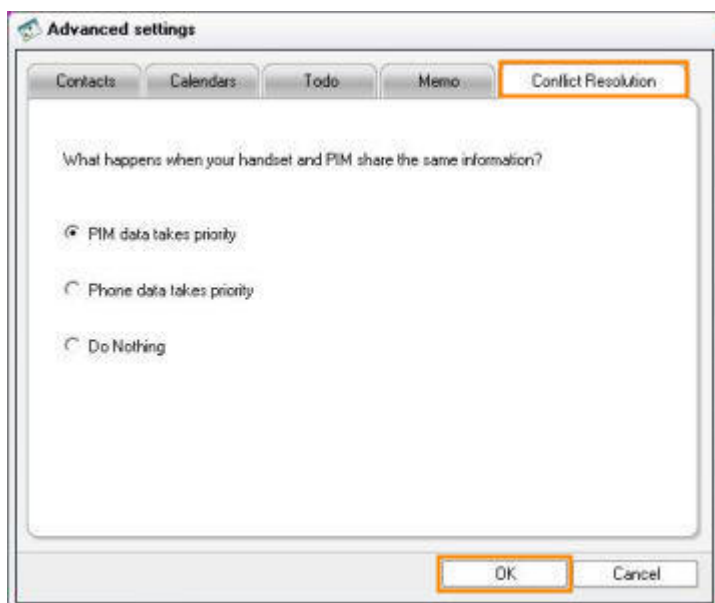 Advanced settings
Contacts Calendars Todo Memo Conflict Resolution
What happens when your handset and PIM share the same information?
PIM data takes priority
Phone data takes priority
Do Nothing
OK Cancel